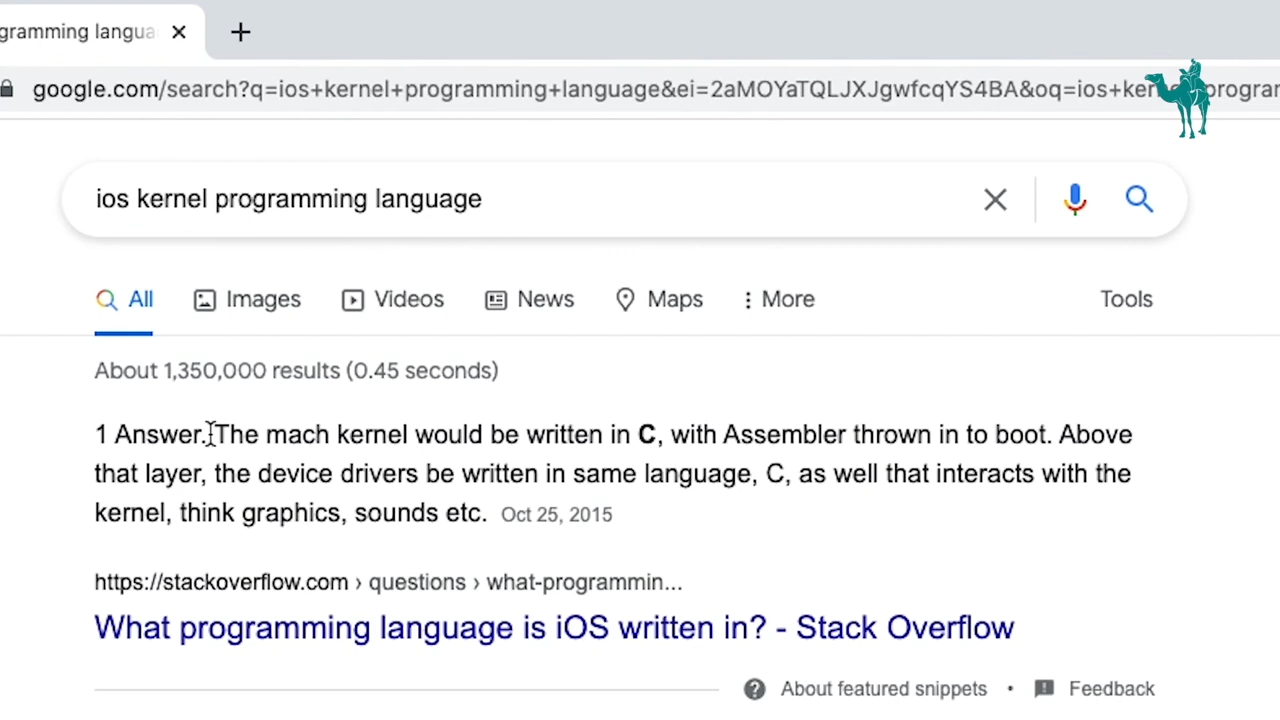 gramming langua
google.com/search?q=ios+kernel+programming+language&ei=2aMOYaTQLJXJgwfcqYS4BA&oq=ios+ker
ios kernel programming language
All Images Videos News Maps More Tools
About 1,350,000 results (0.45 seconds)
1 Answer. The mach kernel would be written in C, with Assembler thrown in to boot. Above
that layer, the device drivers be written in same language, C, as well that interacts with the
kernel, think graphics, sounds etc. Oct 25, 2015
https://stackoverflow.com › questions › what-programmin...
What programming language is iOS written in? - Stack Overflow
About featured snippets • Feedback